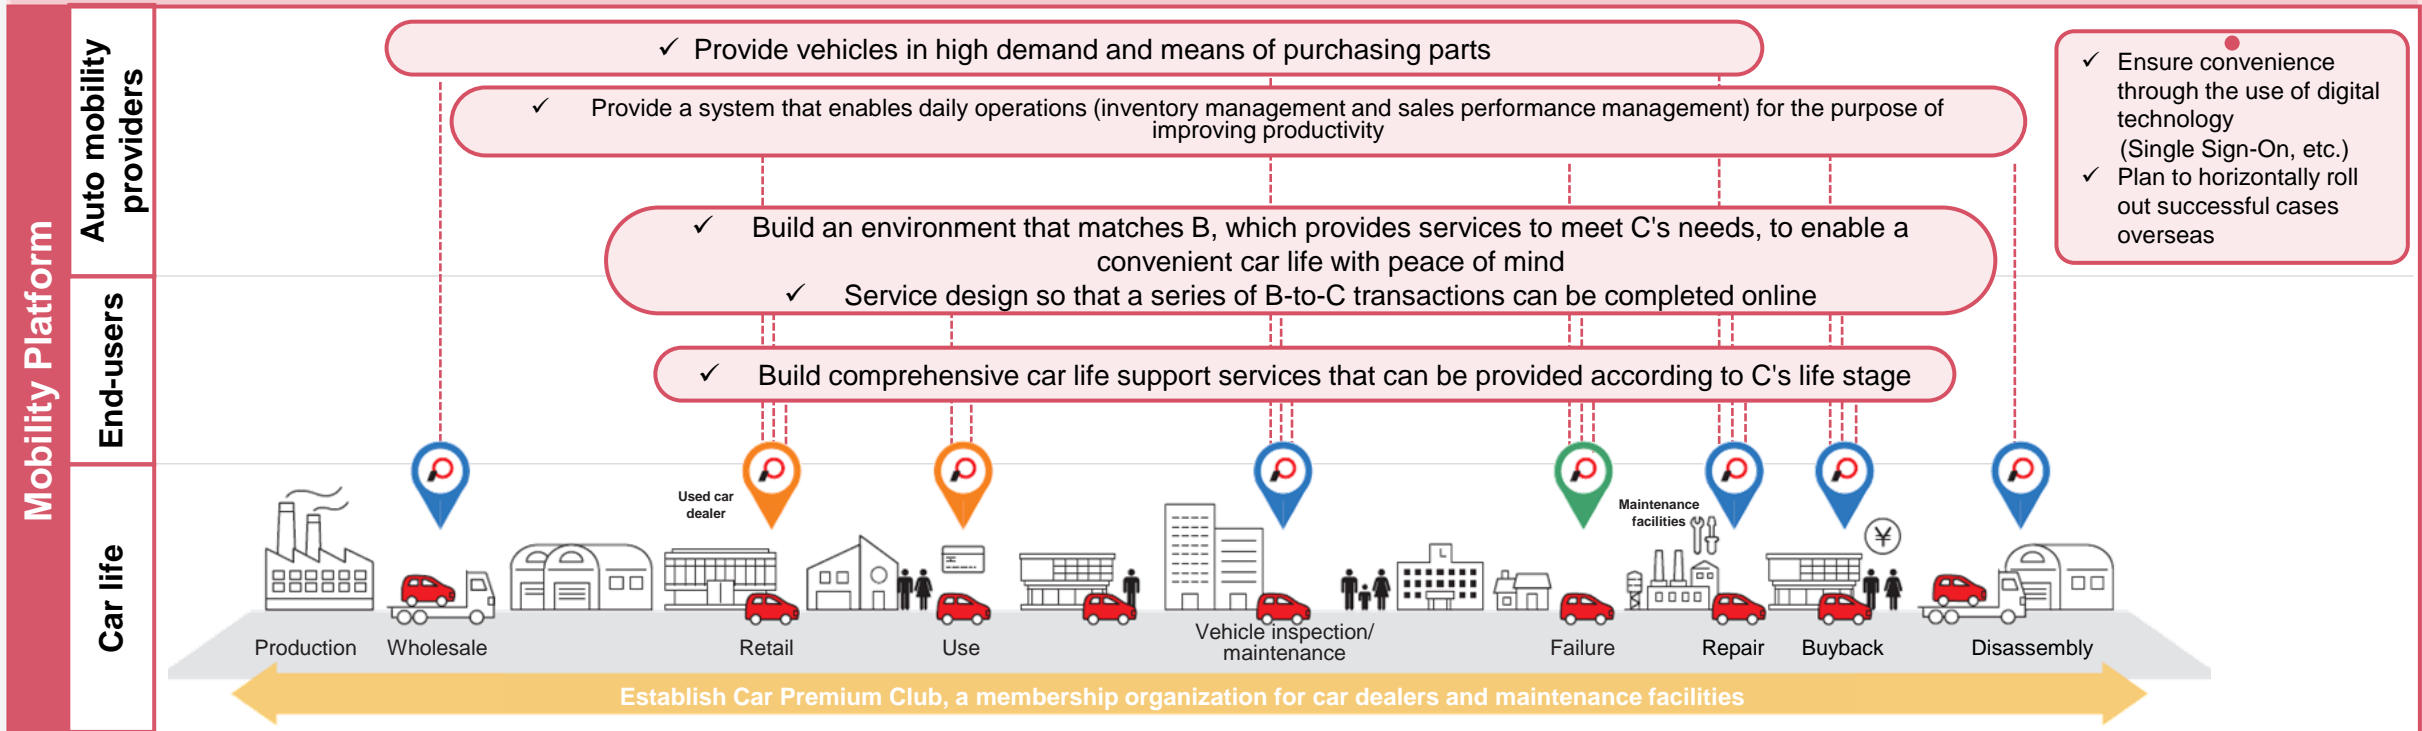 Mobility Platform
Auto mobility
providers
✓ Provide vehicles in high demand and means of purchasing parts
✓ Provide a system that enables daily operations (inventory management and sales performance management) for the purpose of
improving productivity
✓ Ensure convenience
through the use of digital
technology
(Single Sign-On, etc.)
✓ Plan to horizontally roll
out successful cases
overseas
✓ Build an environment that matches B, which provides services to meet C's needs, to enable a
convenient car life with peace of mind
✓ Service design so that a series of B-to-C transactions can be completed online
End-users
✓ Build comprehensive car life support services that can be provided according to C's life stage
Car life
Used car
dealer
Maintenance
facilities
¥
Production
Wholesale
Retail
Use
Vehicle inspection/
maintenance
Failure
Repair
Buyback
Disassembly
Establish Car Premium Club, a membership organization for car dealers and maintenance facilities